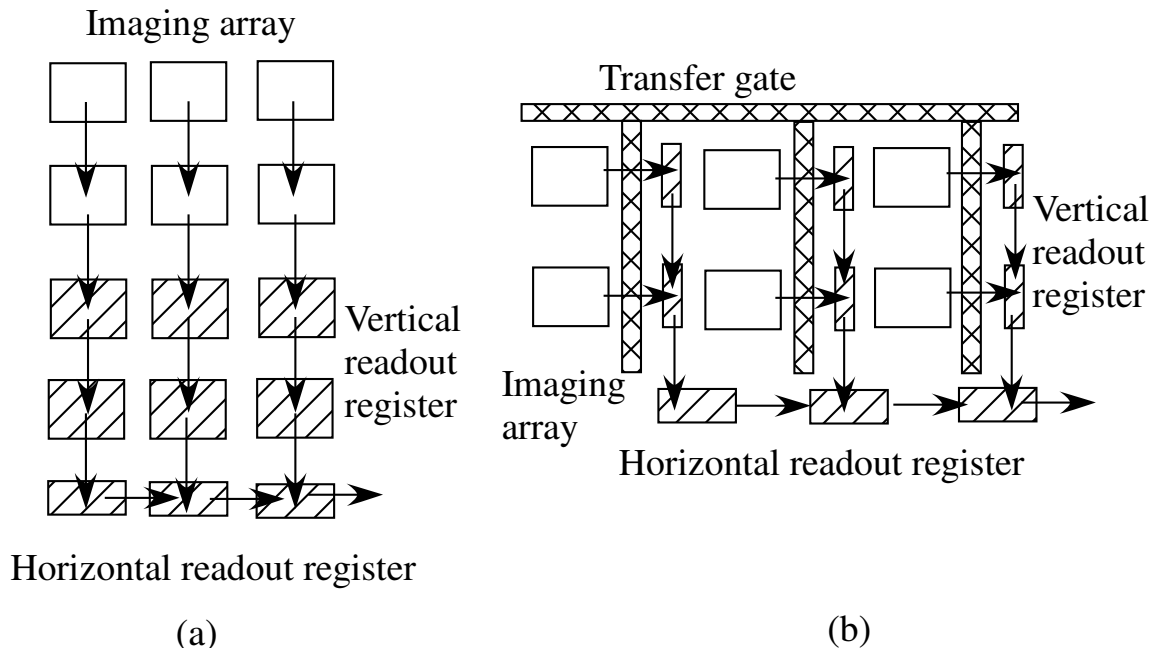 Imaging array
Vertical
readout
register
Horizontal readout register
(a)
Transfer gate
Vertical
readout
register
Imaging
array
Horizontal readout register
(b)